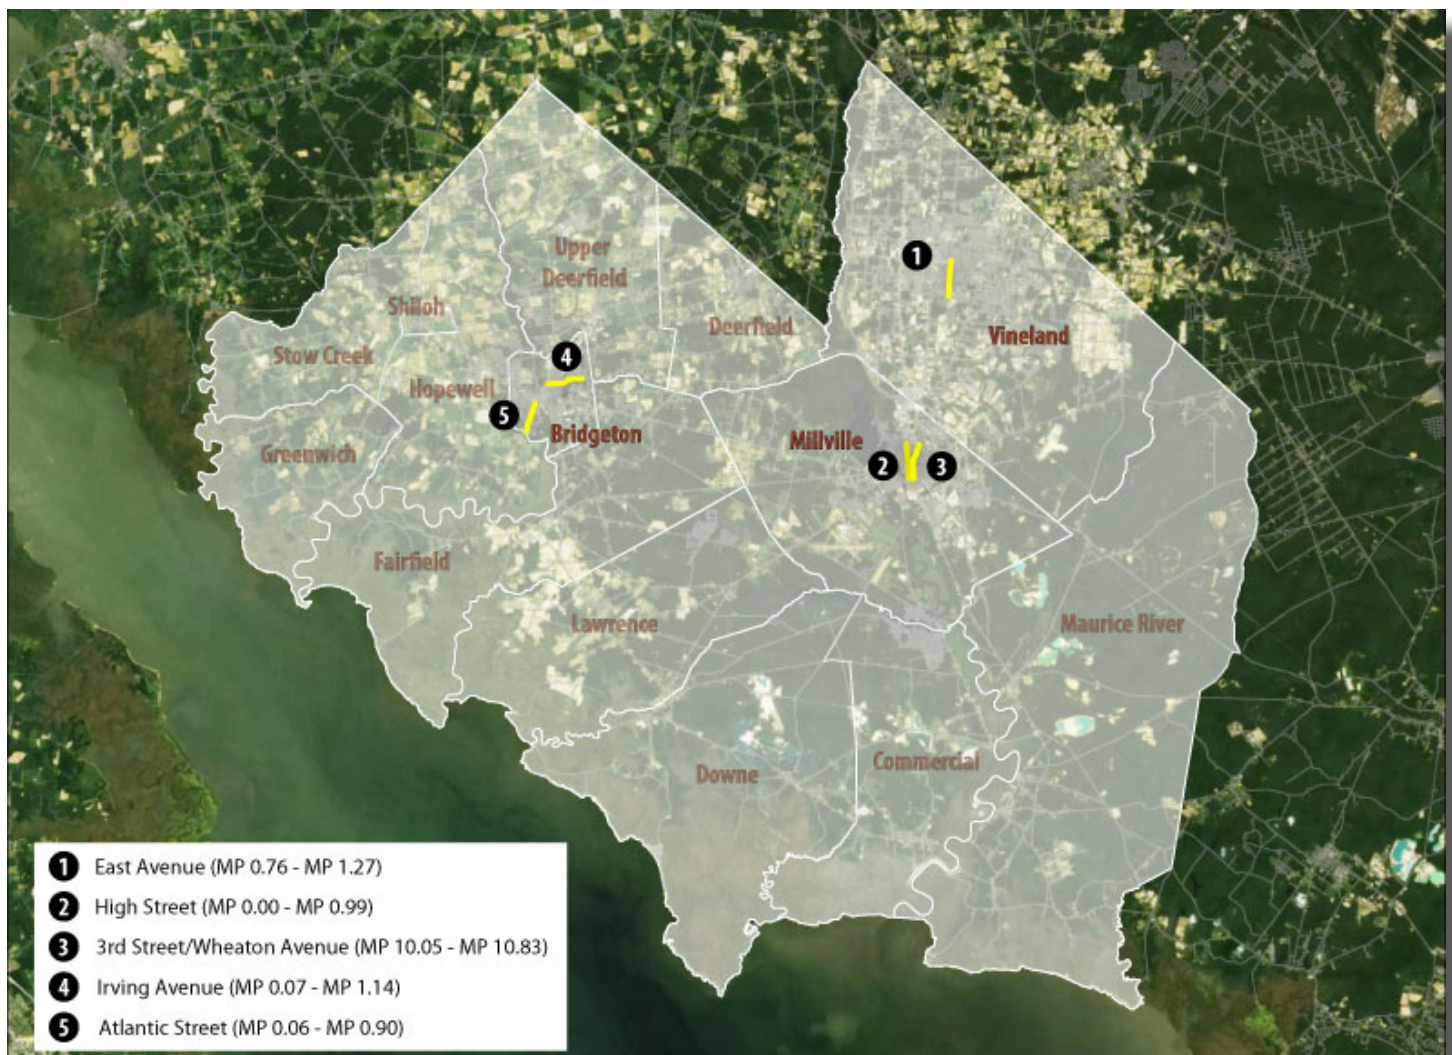 1
Upper
Deerfield
Shiloh
Deerfield
Vineland
Stow Creek
4
Hopewell
5
Bridgeton
Millville
Greenwich
2
3
Fairfield
Lawrence
Maurice River
Downe
Commercial
1 East Avenue (MP 0.76 - MP 1.27)
2 High Street (MP 0.00 - MP 0.99)
3 3rd Street/Wheaton Avenue (MP 10.05 - MP 10.83)
4 Irving Avenue (MP 0.07 - MP 1.14)
5 Atlantic Street (MP 0.06 - MP 0.90)